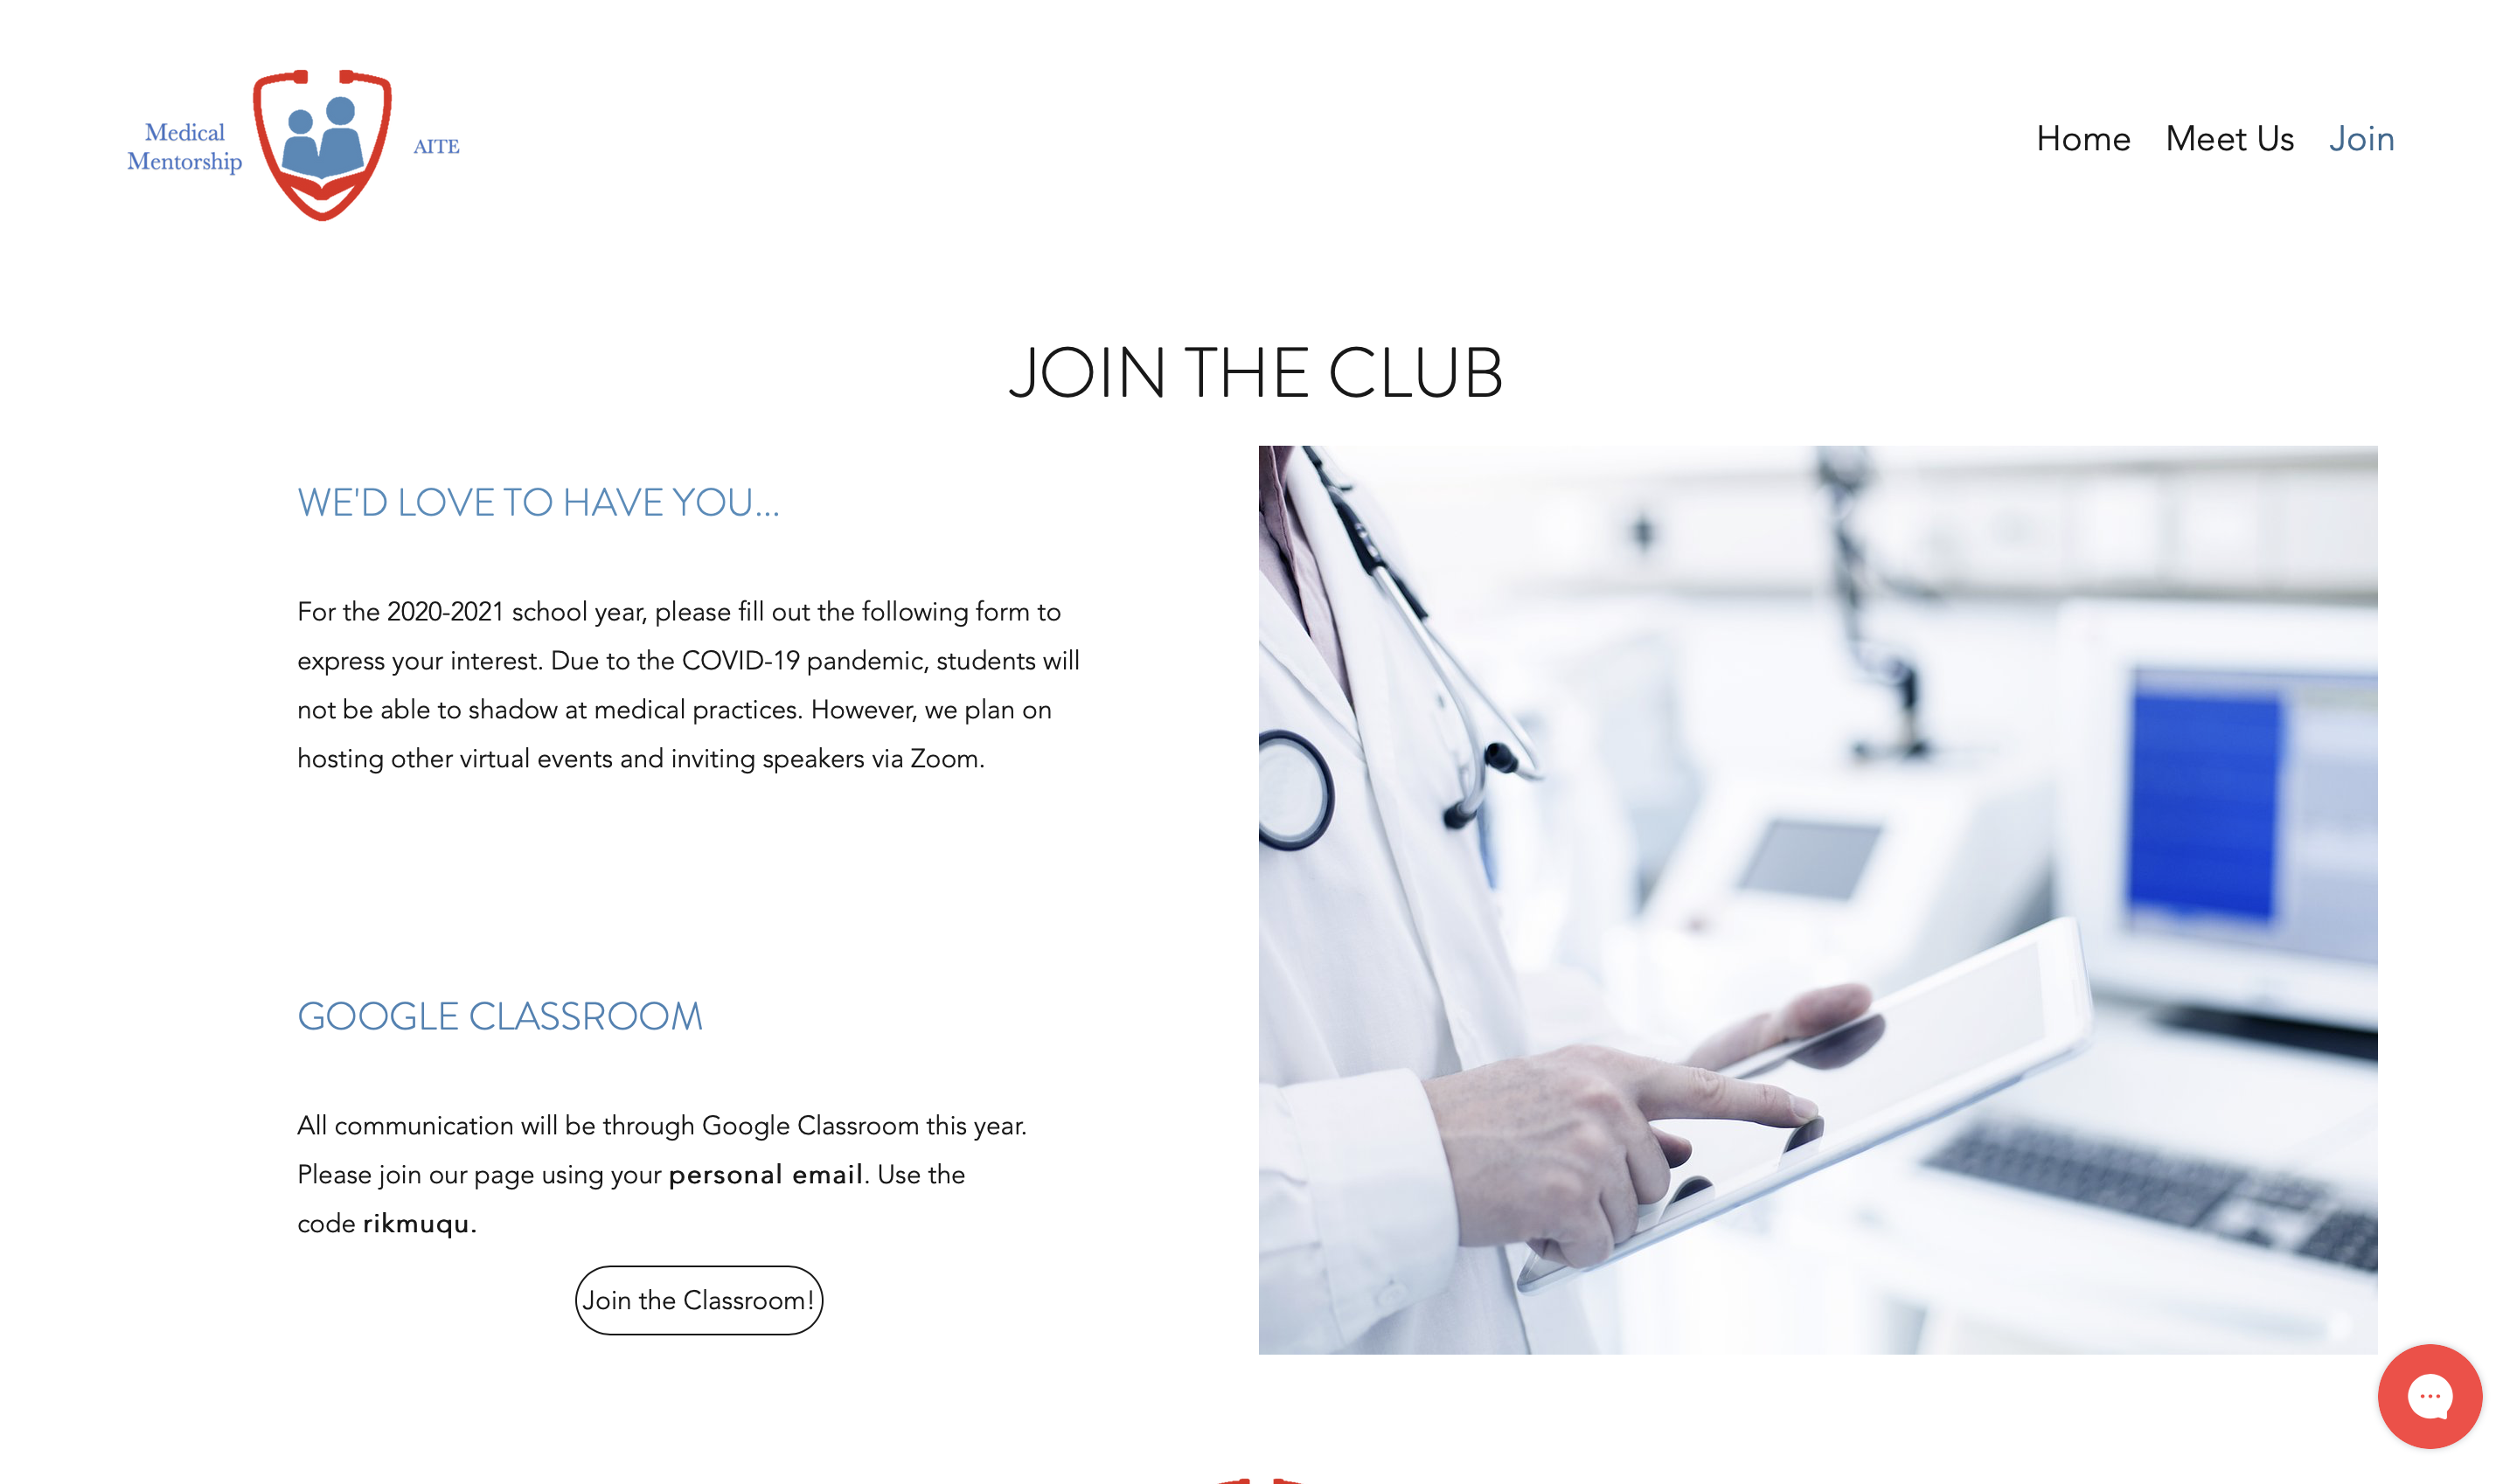 Medical
Mentorship
AITE
Home Meet Us Join
JOIN THE CLUB
WE'D LOVE TO HAVE YOU...
For the 2020-2021 school year, please fill out the following form to
express your interest. Due to the COVID-19 pandemic, students will
not be able to shadow at medical practices. However, we plan on
hosting other virtual events and inviting speakers via Zoom.
GOOGLE CLASSROOM
All communication will be through Google Classroom this year.
Please join our page using your personal email. Use the
code rikmuqu.
Join the Classroom!